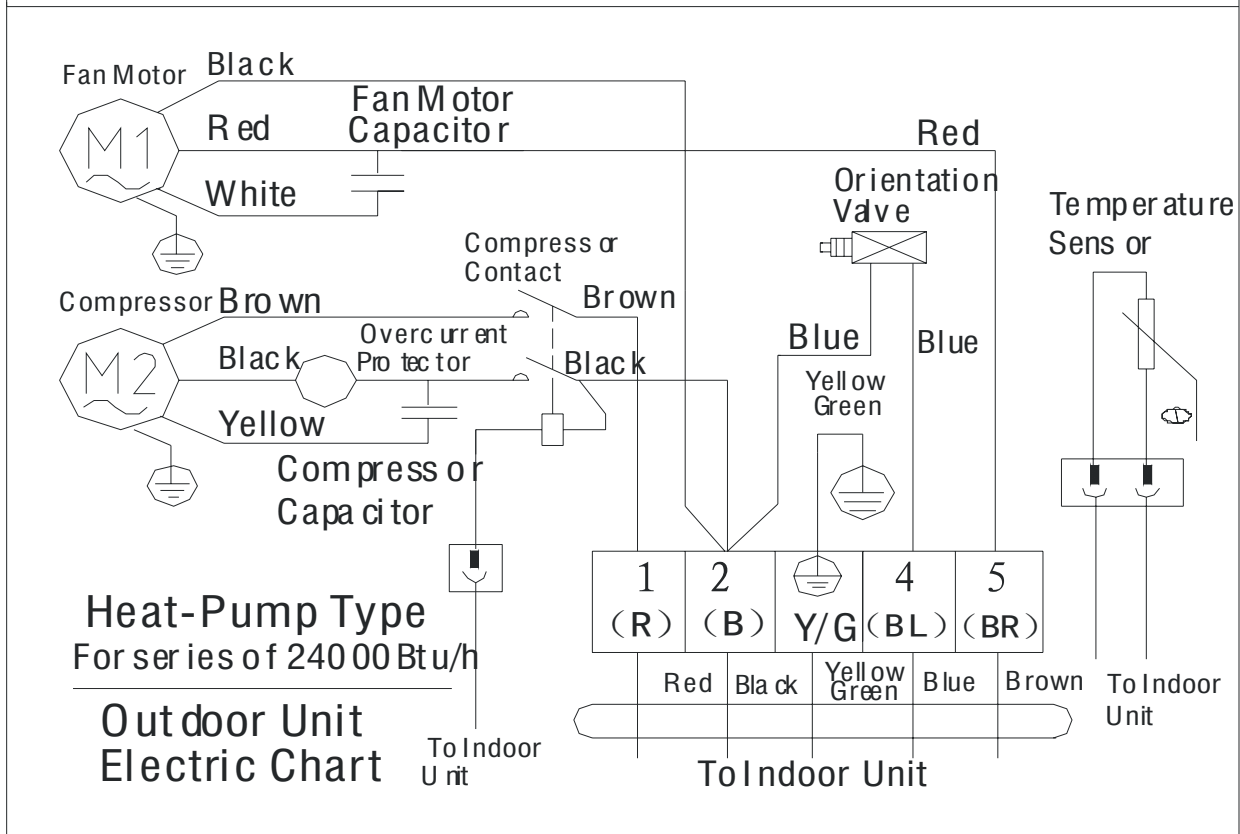 Fan Motor
Black
Fan Motor
Capacitor
Red
Red
M1
White
Orientation
Valve
Temperature
Sensor
Compressor
Contact
Compressor
Brown
Brown
Overcurrent
Protector
Black
Black
Blue
Blue
M2
Yellow
Green
Yellow
Compressor
Capacitor
1
2
4
5
(R)
(B)
Y/G
(BL)
(BR)
Heat-Pump Type
For series of 24000Btu/h
Red
Black
Yellow
Green
Blue
Brown
To Indoor
Unit
Outdoor Unit
Electric Chart
To Indoor
Unit
To Indoor Unit